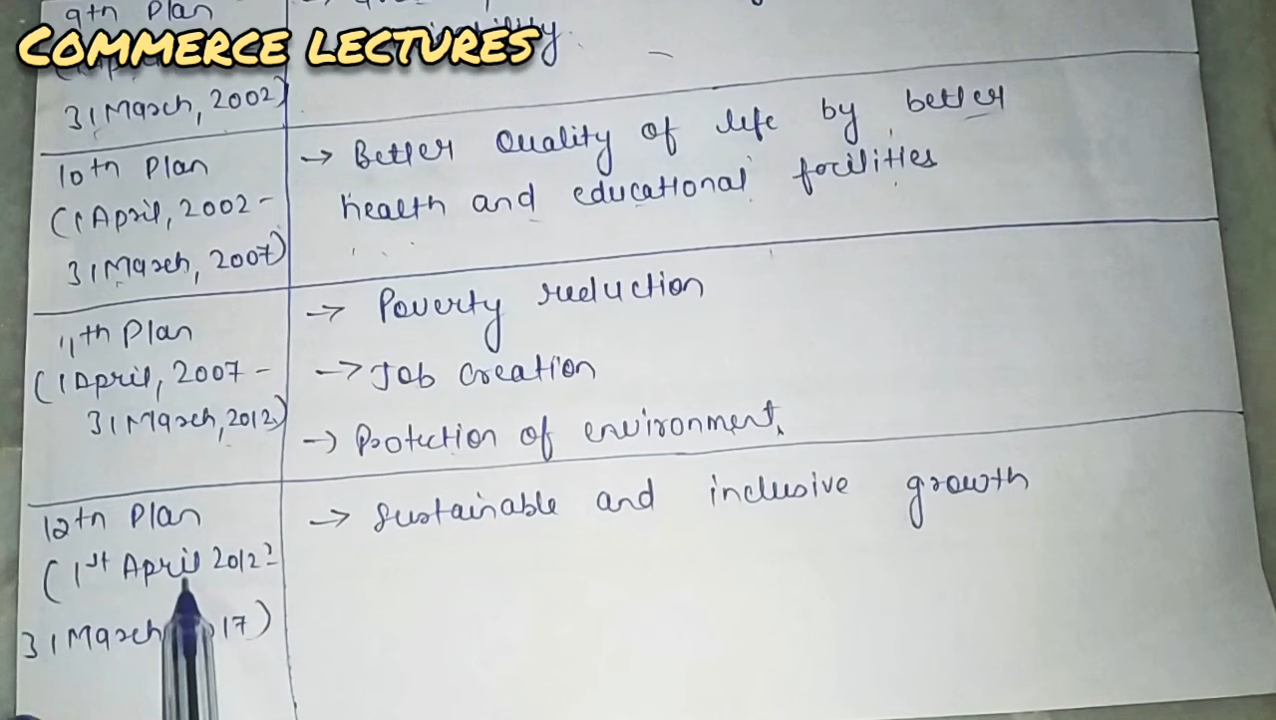 9th Plan
COMMERCE LECTURES
31 March, 2002)
10th Plan → Better Quality of life by better
(1 April, 2002 - health and educational facilities
31 March, 2007)
11th Plan → Poverty reduction
(1 April, 2007 - → Job creation
31 March, 2012) → Protection of environment.
12th Plan → Sustainable and inclusive growth
(1st April 2012 -
31 March 17)